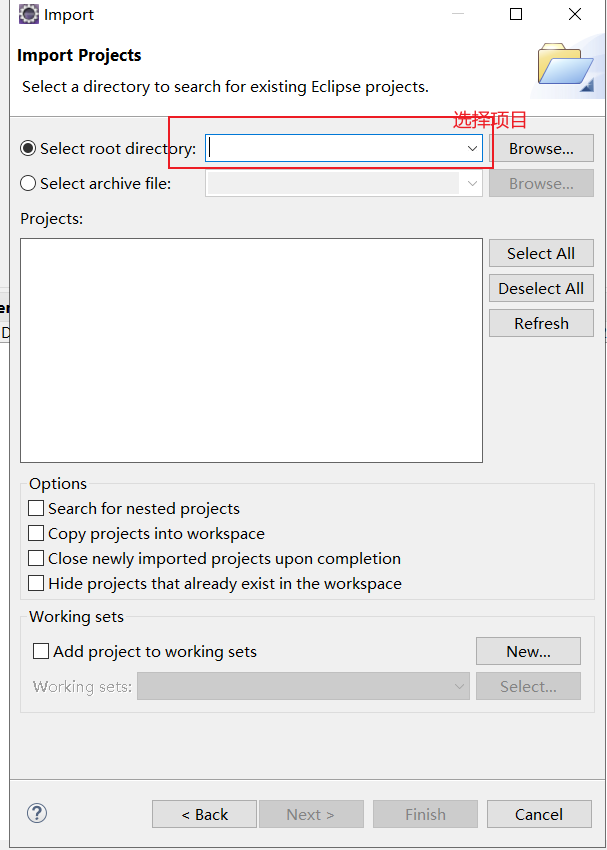 Import
Import Projects
Select a directory to search for existing Eclipse projects.
选择项目
Select root directory:
Browse...
Select archive file:
Browse...
Projects:
Select All
Deselect All
Refresh
Options
Search for nested projects
Copy projects into workspace
Close newly imported projects upon completion
Hide projects that already exist in the workspace
Working sets
Add project to working sets
New...
Working sets:
Select...
?
< Back
Next >
Finish
Cancel